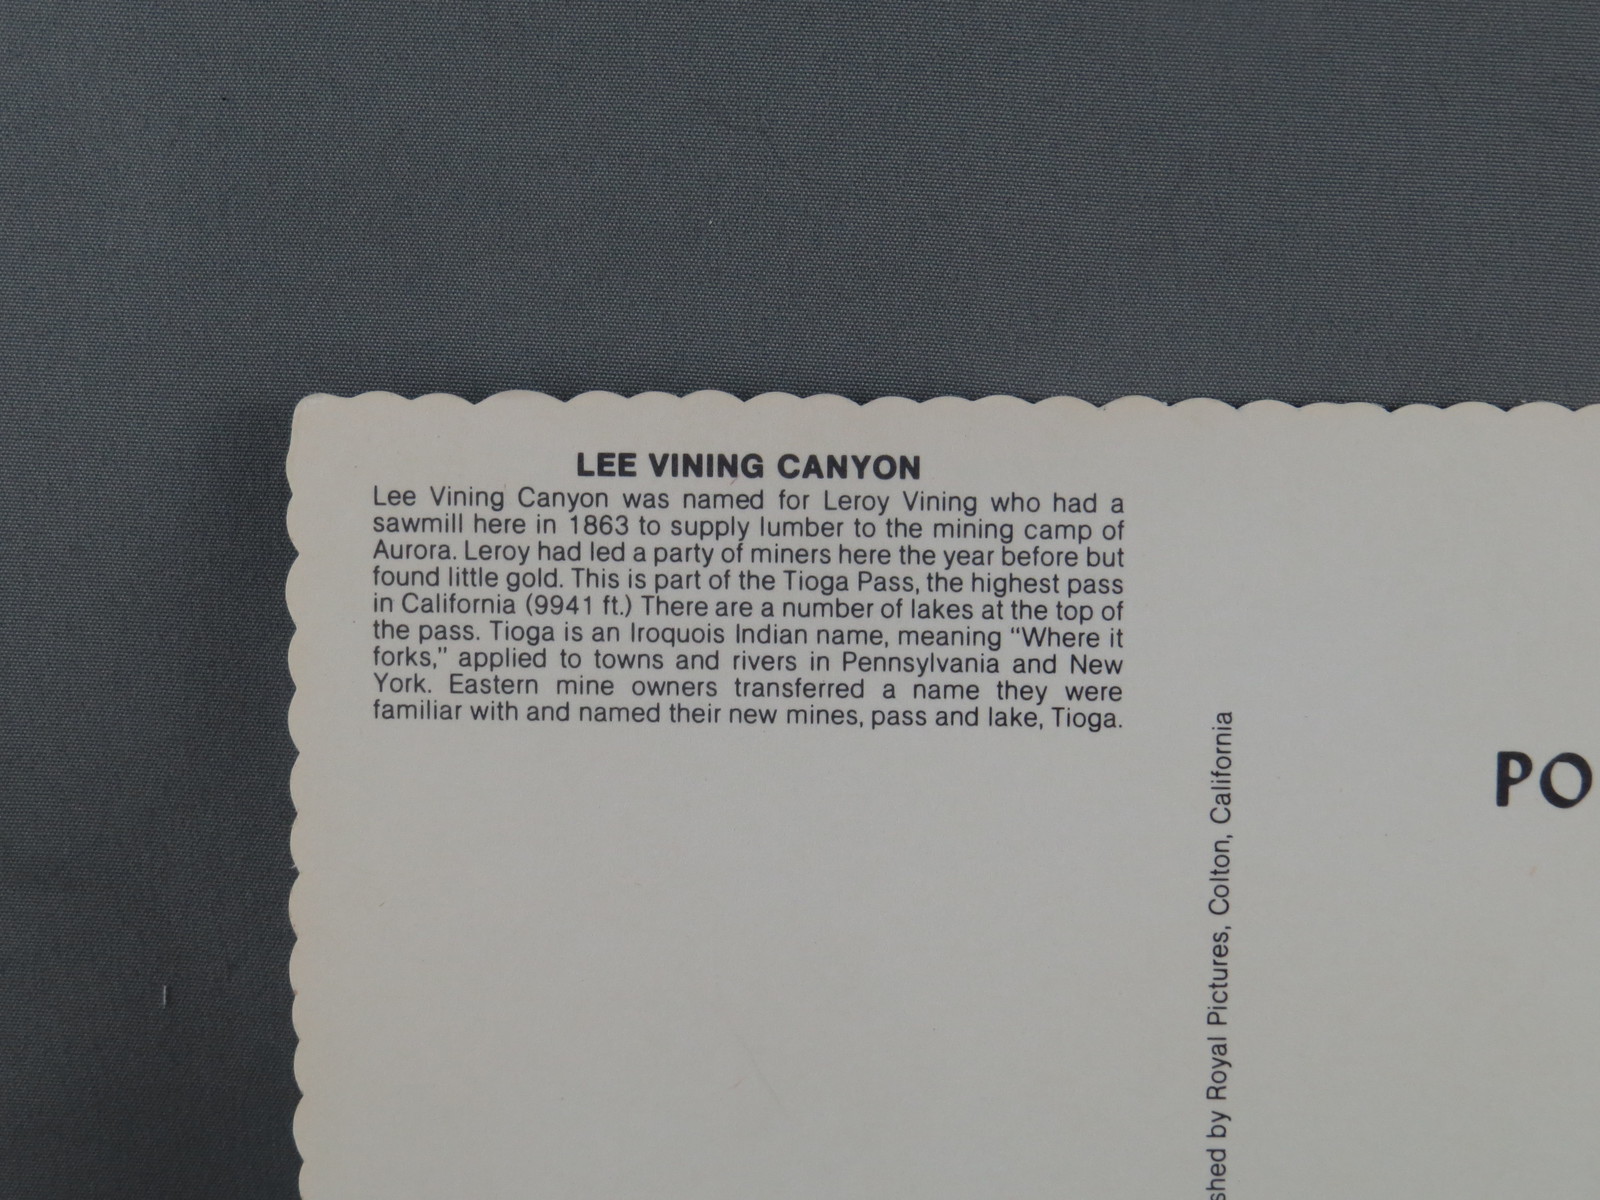 LEE VINING CANYON
Lee Vining Canyon was named for Leroy Vining who had a
sawmill here in 1863 to supply lumber to the mining camp of
Aurora. Leroy had led a party of miners here the year before but
found little gold. This is part of the Tioga Pass, the highest pass
in California (9941 ft.) There are a number of lakes at the top of
the pass. Tioga is an Iroquois Indian name, meaning “Where it
forks,” applied to towns and rivers in Pennsylvania and New
York. Eastern mine owners transferred a name they were
familiar with and named their new mines, pass and lake, Tioga.
shed by Royal Pictures, Colton, California
PO